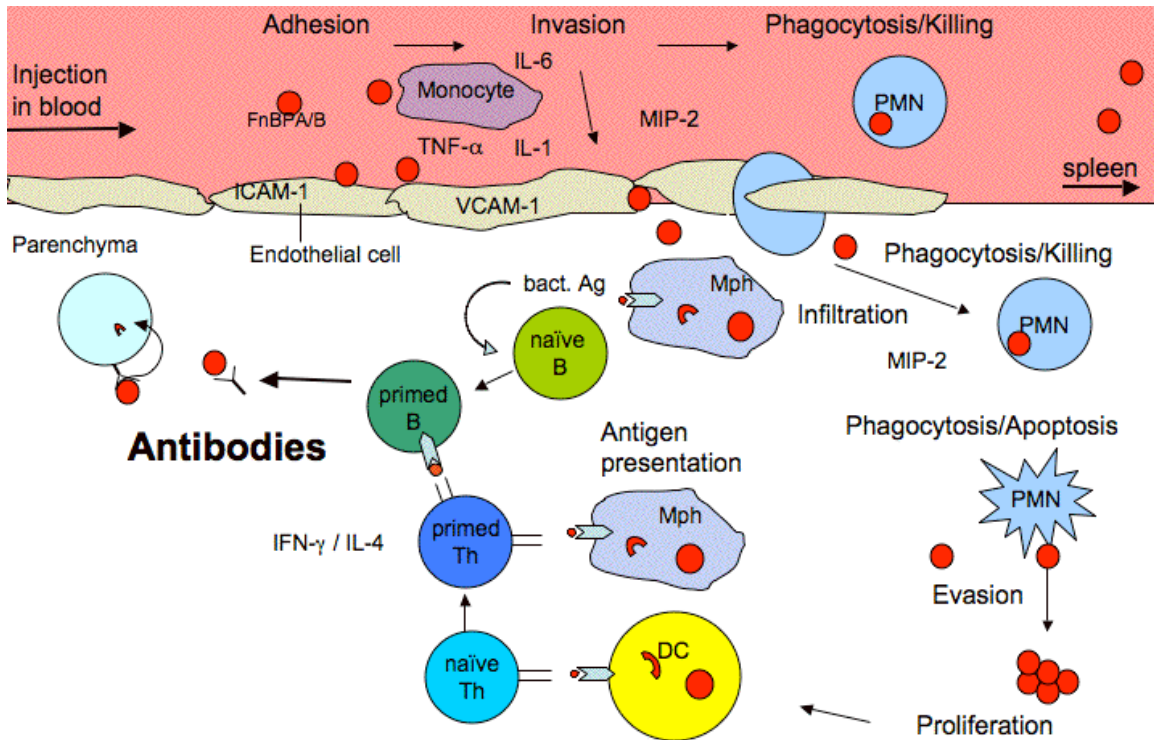 Adhesion
Invasion
Phagocytosis/Killing
Injection
in blood
IL-6
Monocyte
PMN
FnBPA/B
MIP-2
TNF-α
IL-1
spleen
ICAM-1
VCAM-1
Parenchyma
Endothelial cell
Phagocytosis/Killing
bact. Ag
Mph
Infiltration
PMN
naïve
B
MIP-2
primed
B
Antibodies
Phagocytosis/Apoptosis
Antigen
presentation
PMN
Mph
primed
Th
IFN-γ / IL-4
Evasion
DC
naïve
Th
Proliferation